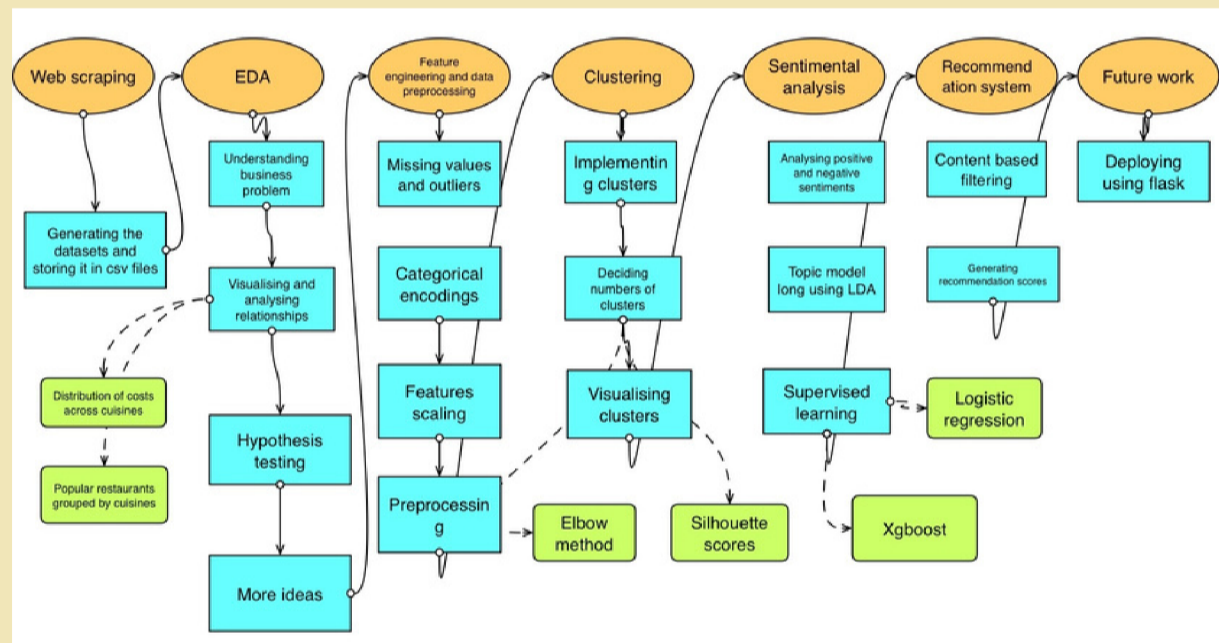 Web scraping
Generating the
datasets and
storing it in csv files
EDA
Understanding
business
problem
Visualising and
analysing
relationships
Distribution of costs
across cuisines
Popular restaurants
grouped by cuisines
Hypothesis
testing
More ideas
Feature
engineering and data
preprocessing
Missing values
and outliers
Categorical
encodings
Features
scaling
Preprocessin
g
Clustering
Implementin
g clusters
Deciding
numbers of
clusters
Visualising
clusters
Elbow
method
Silhouette
scores
Sentimental
analysis
Analysing positive
and negative
sentiments
Topic model
long using LDA
Supervised
learning
Logistic
regression
Xgboost
Recommend
ation system
Content based
filtering
Generating
recommendation scores
Future work
Deploying
using flask